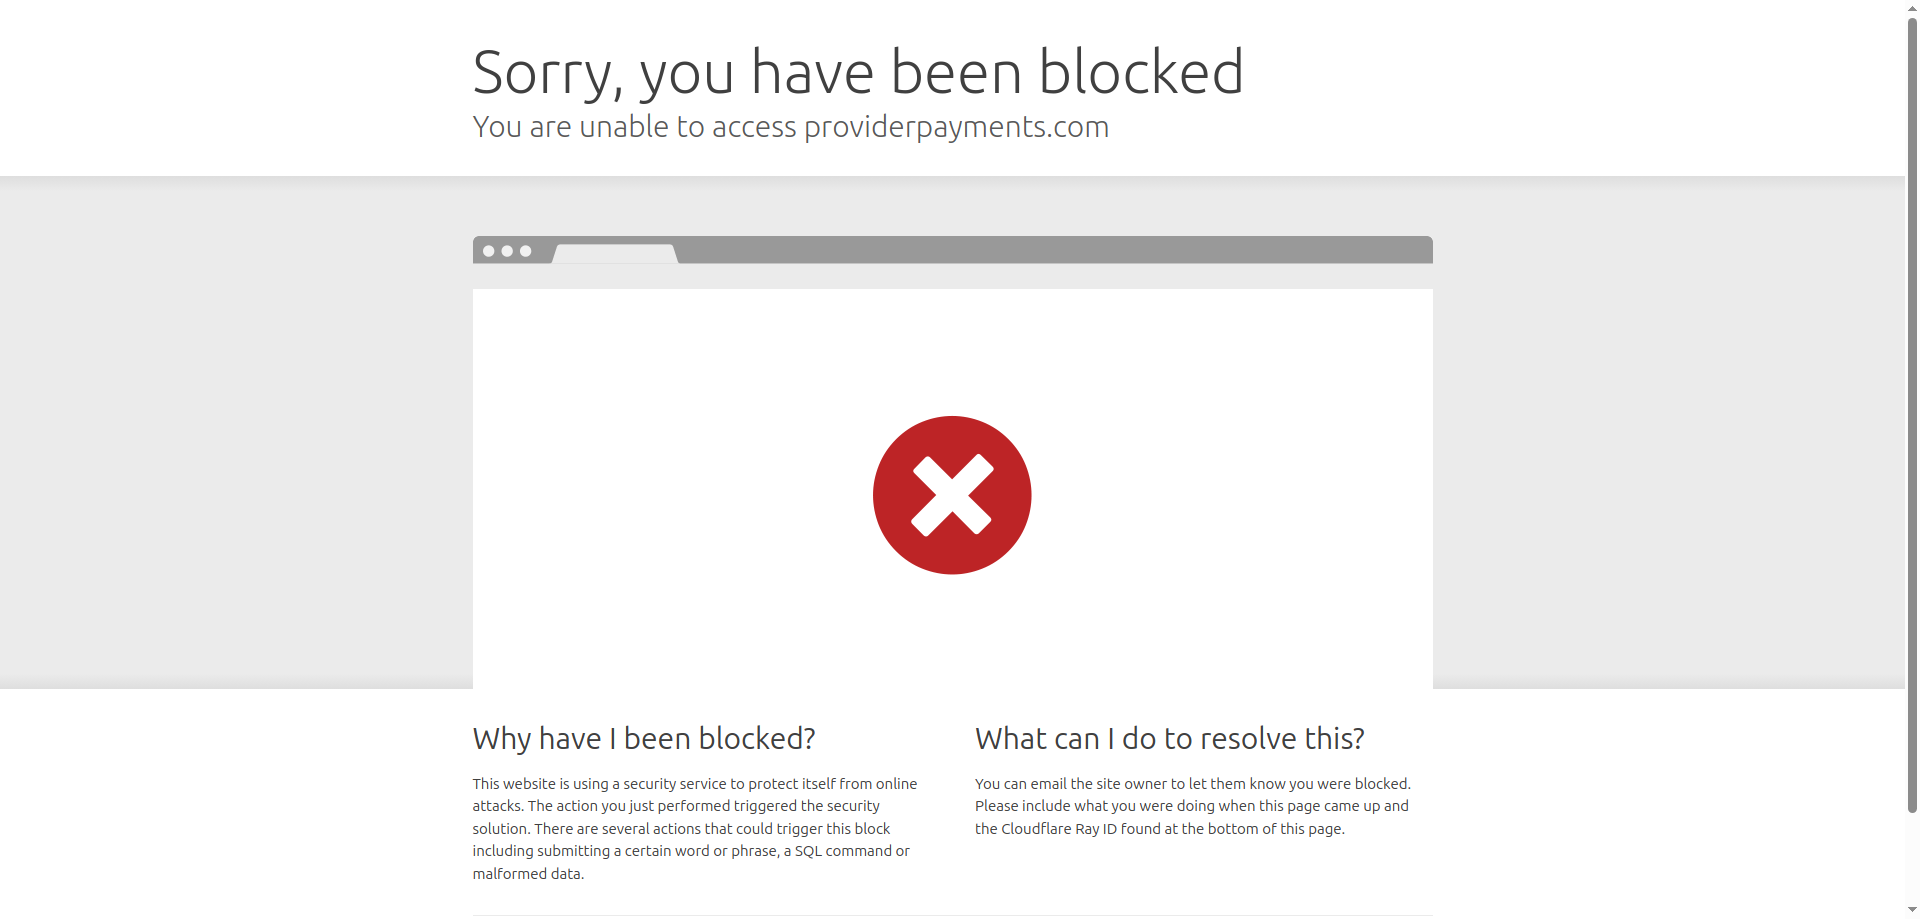 Sorry, you have been blocked
You are unable to access providerpayments.com
Why have I been blocked?
This website is using a security service to protect itself from online
attacks. The action you just performed triggered the security
solution. There are several actions that could trigger this block
including submitting a certain word or phrase, a SQL command or
malformed data.
What can I do to resolve this?
You can email the site owner to let them know you were blocked.
Please include what you were doing when this page came up and
the Cloudflare Ray ID found at the bottom of this page.